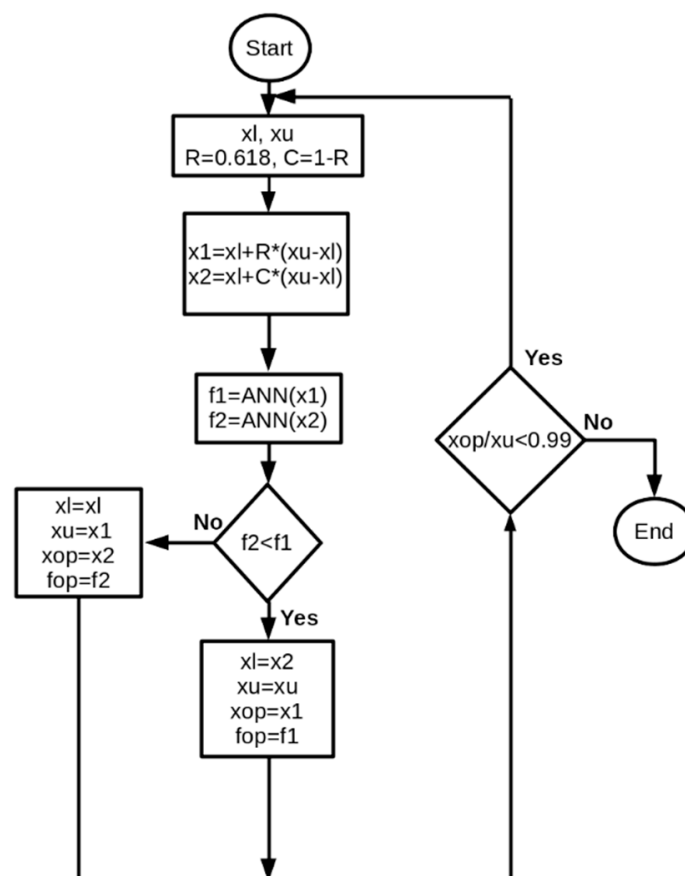 Start
xl, xu
R=0.618, C=1-R
x1=xl+R*(xu-xl)
x2=xl+C*(xu-xl)
f1=ANN(x1)
f2=ANN(x2)
f2<f1
No
xl=xl
xu=x1
xop=x2
fop=f2
Yes
xl=x2
xu=xu
xop=x1
fop=f1
xop/xu<0.99
Yes
No
End